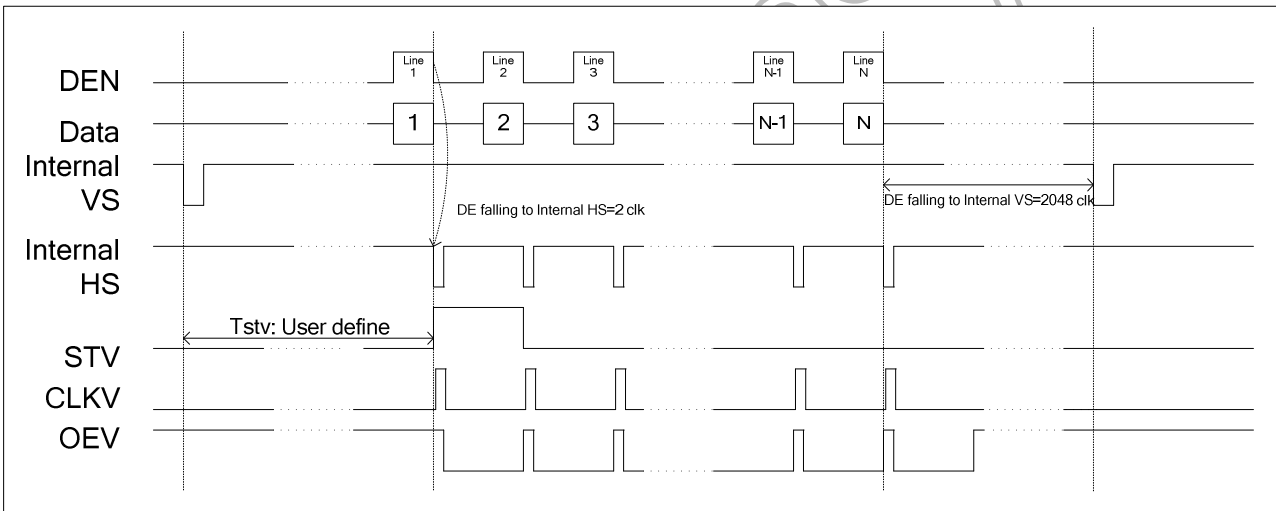 DEN
Line 1
Line 2
Line 3
Line N-1
Line N
Data
1
2
3
N-1
N
Internal VS
DE falling to Internal HS=2 clk
DE falling to Internal VS=2048 clk
Internal HS
Tstv: User define
STV
CLKV
OEV